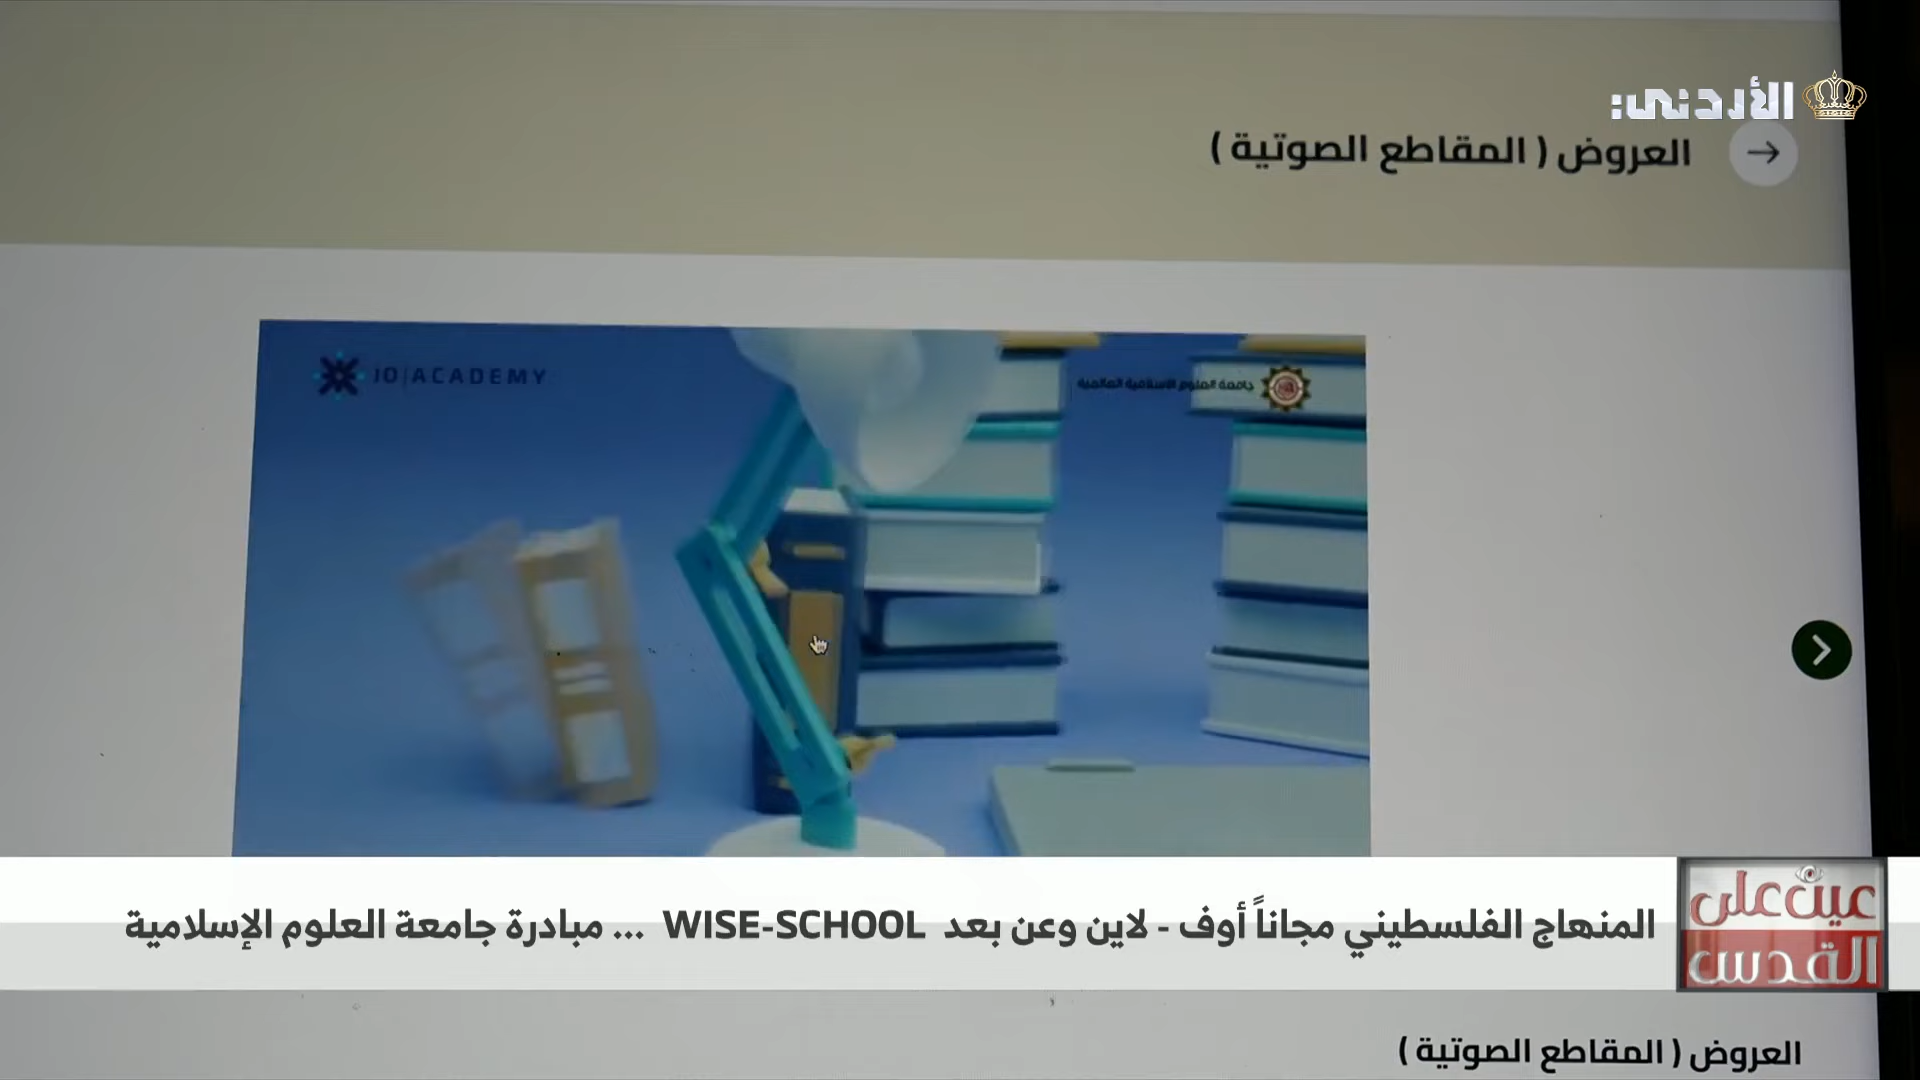 الأردني:
العروض ( المقاطع الصوتية )
JO|ACADEMY
جامعة العلوم الاسلامية العالمية
المنهاج الفلسطيني مجاناً أوف - لاين وعن بعد WISE-SCHOOL ... مبادرة جامعة العلوم الإسلامية
عين على
القدس
العروض ( المقاطع الصوتية )